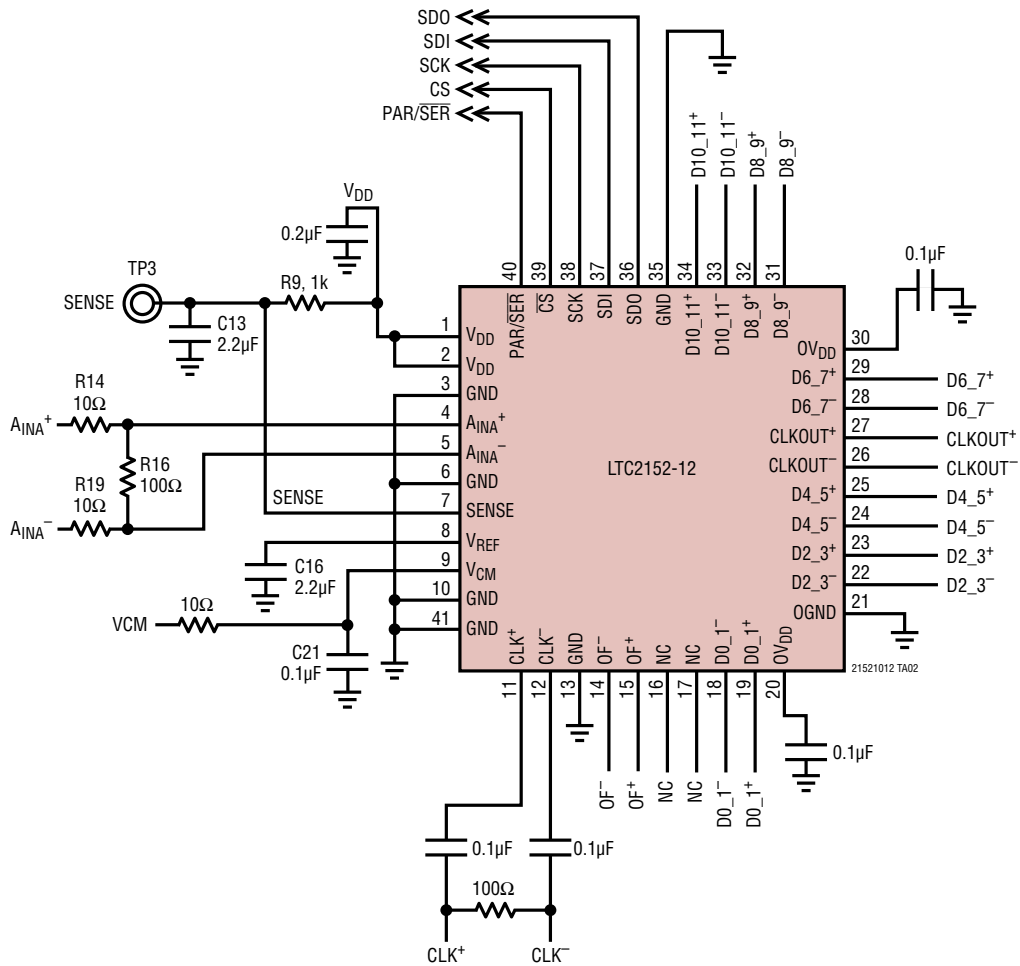 SDO
SDI
SCK
CS
PAR/SER
D10_11+
D10_11–
D8_9+
D8_9–
VDD
0.2µF
TP3
SENSE
R9, 1k
C13
2.2µF
40
39
38
37
36
35
34
33
32
31
0.1µF
PAR/SER
CS
SCK
SDI
SDO
GND
D10_11+
D10_11–
D8_9+
D8_9–
1
VDD
2
VDD
3
GND
4
AINA+
5
AINA–
6
GND
7
SENSE
8
VREF
9
VCM
10
GND
41
GND
R14
10Ω
AINA+
R16
100Ω
R19
10Ω
AINA–
SENSE
C16
2.2µF
10Ω
VCM
C21
0.1µF
LTC2152-12
OVDD
30
D6_7+
29
D6_7+
D6_7–
28
D6_7–
CLKOUT+
27
CLKOUT+
CLKOUT–
26
CLKOUT–
D4_5+
25
D4_5+
D4_5–
24
D4_5–
D2_3+
23
D2_3+
D2_3–
22
D2_3–
OGND
21
21521012 TA02
CLK+
CLK–
GND
OF–
OF+
NC
NC
D0_1–
D0_1+
OVDD
11
12
13
14
15
16
17
18
19
20
0.1µF
OF–
OF+
NC
NC
D0_1–
D0_1+
0.1µF
0.1µF
100Ω
CLK+
CLK–